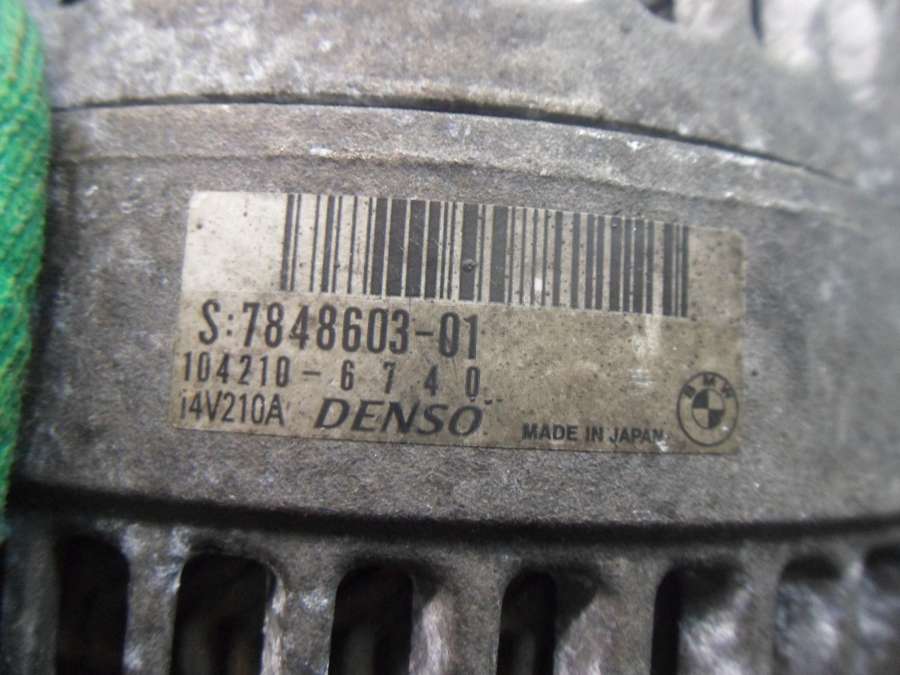 S:7848603-01
104210-6740
14V210A DENSO MADE IN JAPAN BMW